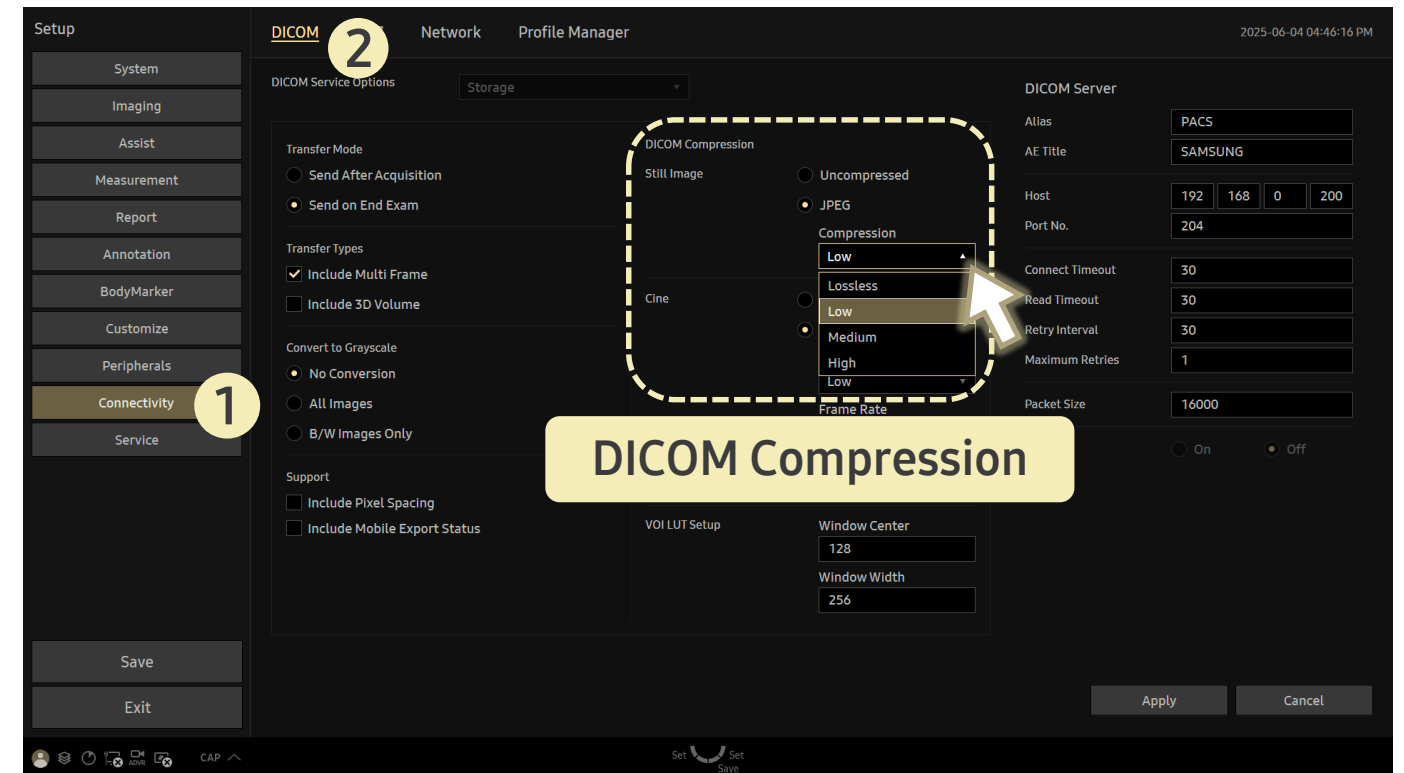 Setup
DICOM
2
Network
Profile Manager
2025-06-04 04:46:16 PM
System
Imaging
Assist
Measurement
Report
Annotation
BodyMarker
Customize
Peripherals
Connectivity
1
Service
Save
Exit
DICOM Service Options
Storage
Transfer Mode
Send After Acquisition
Send on End Exam
Transfer Types
Include Multi Frame
Include 3D Volume
Convert to Grayscale
No Conversion
All Images
B/W Images Only
Support
Include Pixel Spacing
Include Mobile Export Status
DICOM Compression
Still Image
Uncompressed
JPEG
Compression
Low
Lossless
Low
Medium
High
Cine
Low
Frame Rate
DICOM Compression
VOI LUT Setup
Window Center
128
Window Width
256
DICOM Server
Alias
PACS
AE Title
SAMSUNG
Host
192 168 0 200
Port No.
204
Connect Timeout
30
Read Timeout
30
Retry Interval
30
Maximum Retries
1
Packet Size
16000
On
Off
Apply
Cancel
ADVR
CAP
Set
Set
Save